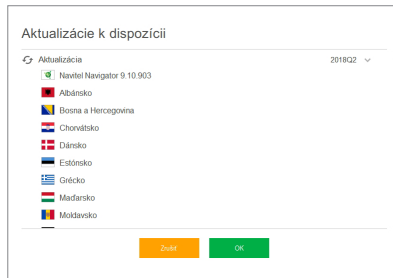 Aktualizácie k dispozícii
Aktualizácia 2018Q2
Navitel Navigator 9.10.903
Albánsko
Bosna a Hercegovina
Chorvátsko
Dánsko
Estónsko
Grécko
Maďarsko
Moldavsko
Zrušiť OK